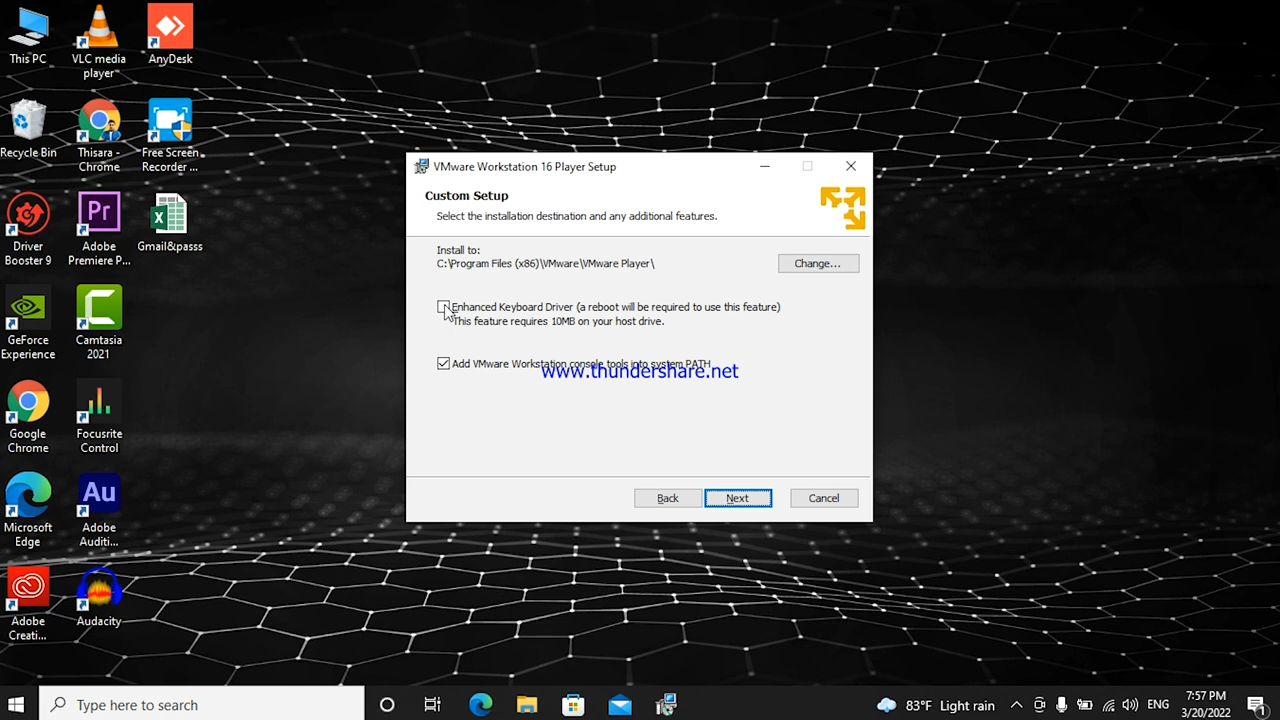 This PC
VLC media
player
AnyDesk
Recycle Bin
Thisara -
Chrome
Free Screen
Recorder ...
Driver
Booster 9
Pr
Adobe
Premiere P...
Gmail&passs
GeForce
Experience
Camtasia
2021
Google
Chrome
Focusrite
Control
Microsoft
Edge
Au
Adobe
Auditi...
Adobe
Creati...
Audacity
VMware Workstation 16 Player Setup
Custom Setup
Select the installation destination and any additional features.
Install to:
C:\Program Files (x86)\VMware\VMware Player\
Change...
Enhanced Keyboard Driver (a reboot will be required to use this feature)
This feature requires 10MB on your host drive.
Add VMware Workstation console tools into system PATH
www.thundershare.net
Back
Next
Cancel
Type here to search
83°F Light rain
ENG
7:57 PM
3/20/2022
1